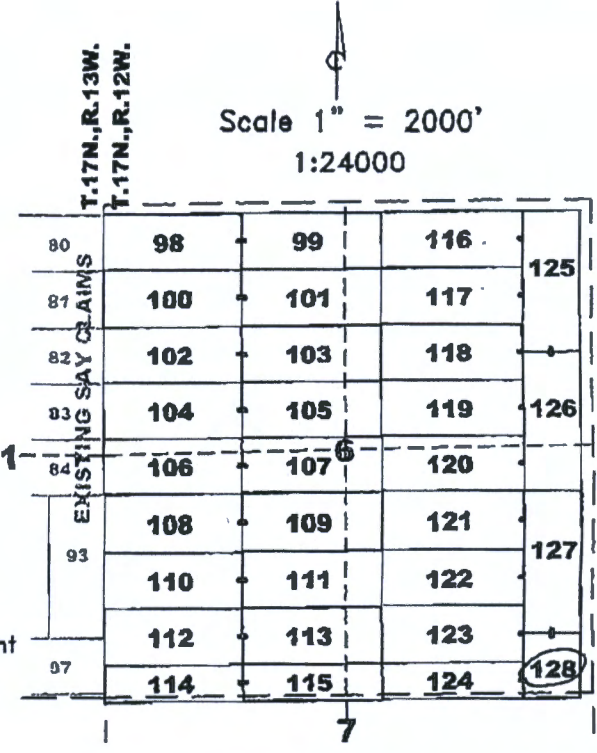 T.17N.,R.13W.
T.17N.,R.12W.
Scale 1" = 2000'
1:24000
80 98 99 116 125
81 100 101 117
82 102 103 118
83 104 105 119 126
EXISTING SAY CLAIMS
1 6
84 106 107 120
108 109 121
93 127
110 111 122
112 113 123
nt
97 114 115 124 128
7